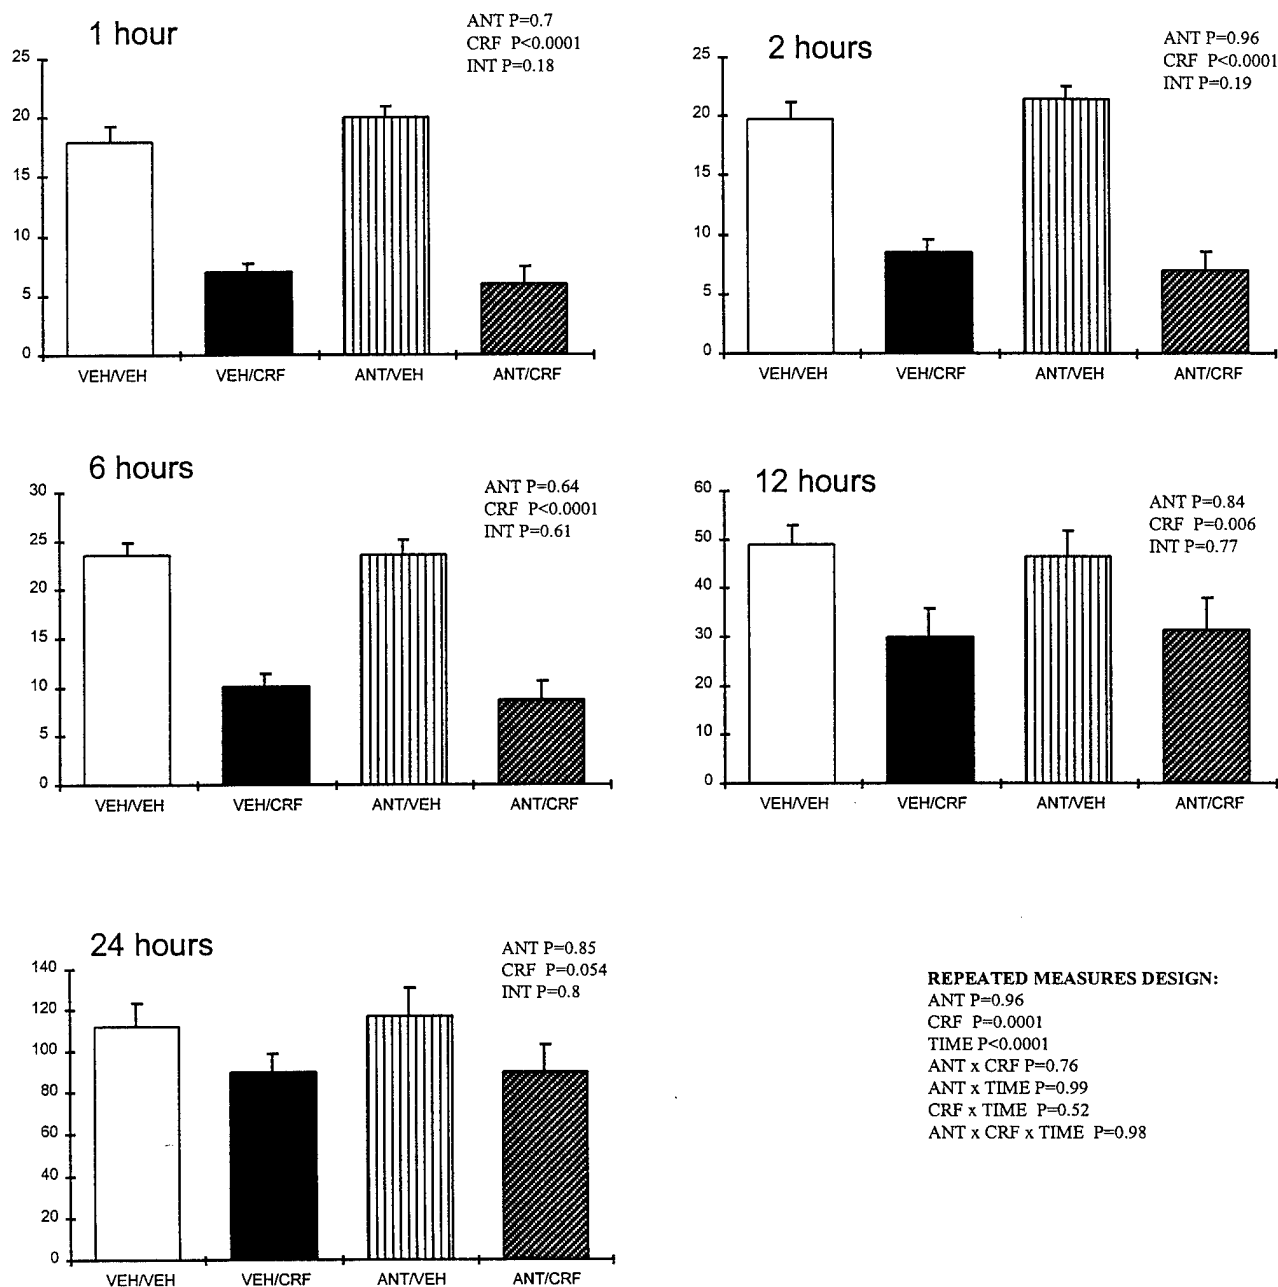 1 hour
ANT P=0.7
CRF P<0.0001
INT P=0.18
25
20
15
10
5
0
VEH/VEH VEH/CRF ANT/VEH ANT/CRF
2 hours
ANT P=0.96
CRF P<0.0001
INT P=0.19
25
20
15
10
5
0
VEH/VEH VEH/CRF ANT/VEH ANT/CRF
6 hours
ANT P=0.64
CRF P<0.0001
INT P=0.61
30
25
20
15
10
5
0
VEH/VEH VEH/CRF ANT/VEH ANT/CRF
12 hours
ANT P=0.84
CRF P=0.006
INT P=0.77
60
50
40
30
20
10
0
VEH/VEH VEH/CRF ANT/VEH ANT/CRF
24 hours
ANT P=0.85
CRF P=0.054
INT P=0.8
140
120
100
80
60
40
20
0
VEH/VEH VEH/CRF ANT/VEH ANT/CRF
REPEATED MEASURES DESIGN:
ANT P=0.96
CRF P=0.0001
TIME P<0.0001
ANT x CRF P=0.76
ANT x TIME P=0.99
CRF x TIME P=0.52
ANT x CRF x TIME P=0.98